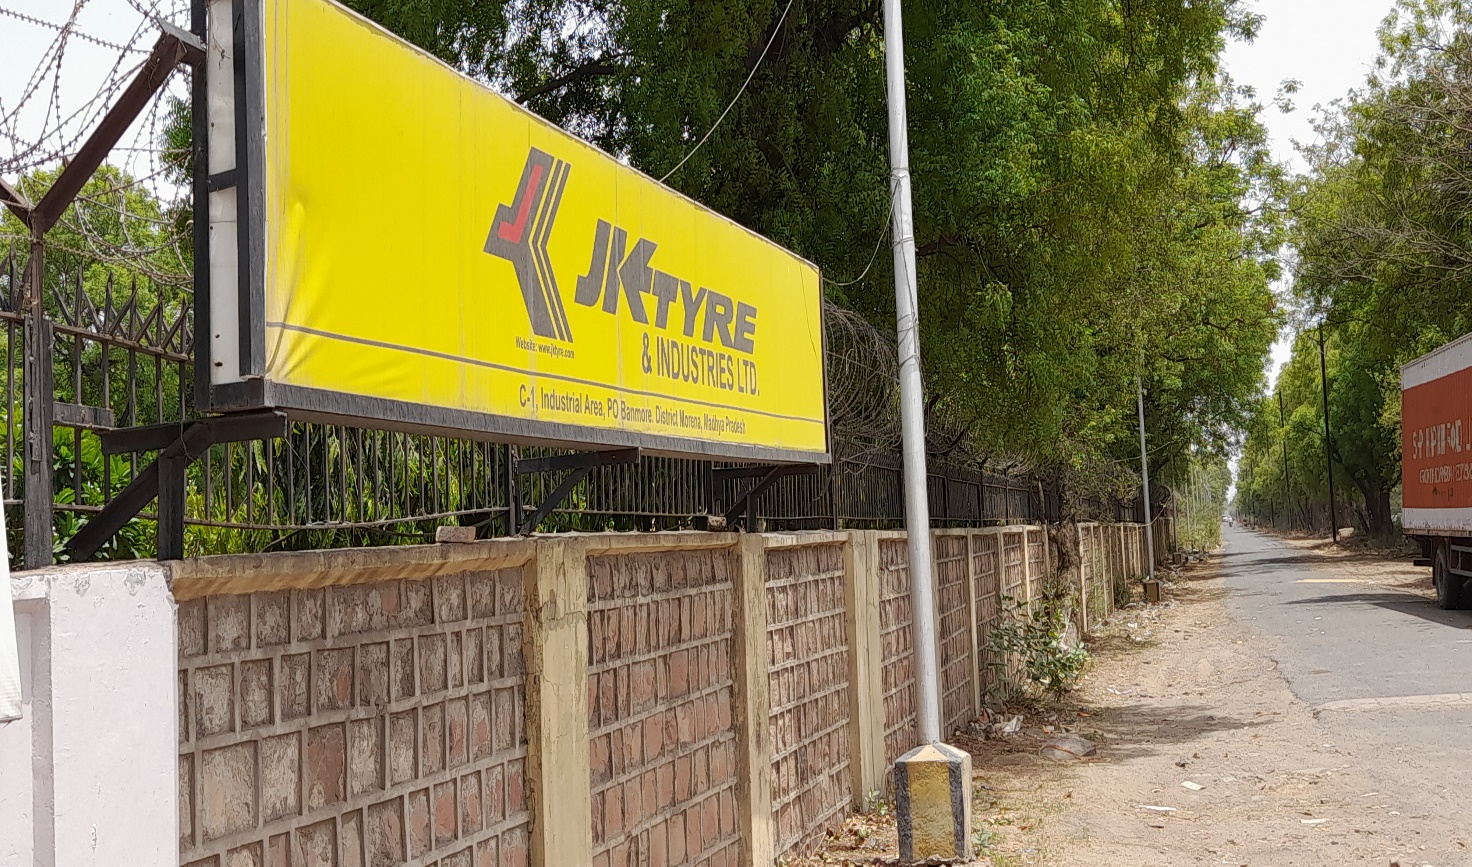 JK TYRE
& INDUSTRIES LTD.
Website: www.jktyre.com
C-1, Industrial Area, PO Banmore. District Morena, Madhya Pradesh